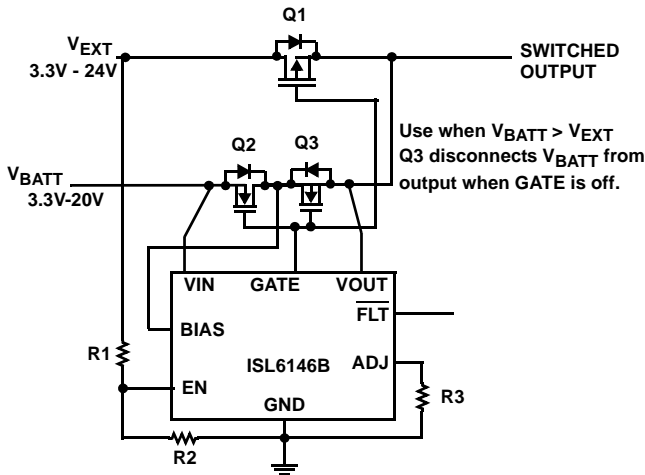 Q1
VEXT
3.3V - 24V
SWITCHED
OUTPUT
Q2
Q3
Use when VBATT > VEXT
Q3 disconnects VBATT from
output when GATE is off.
VBATT
3.3V-20V
VIN
GATE
VOUT
FLT
BIAS
R1
ISL6146B
ADJ
EN
R3
GND
R2